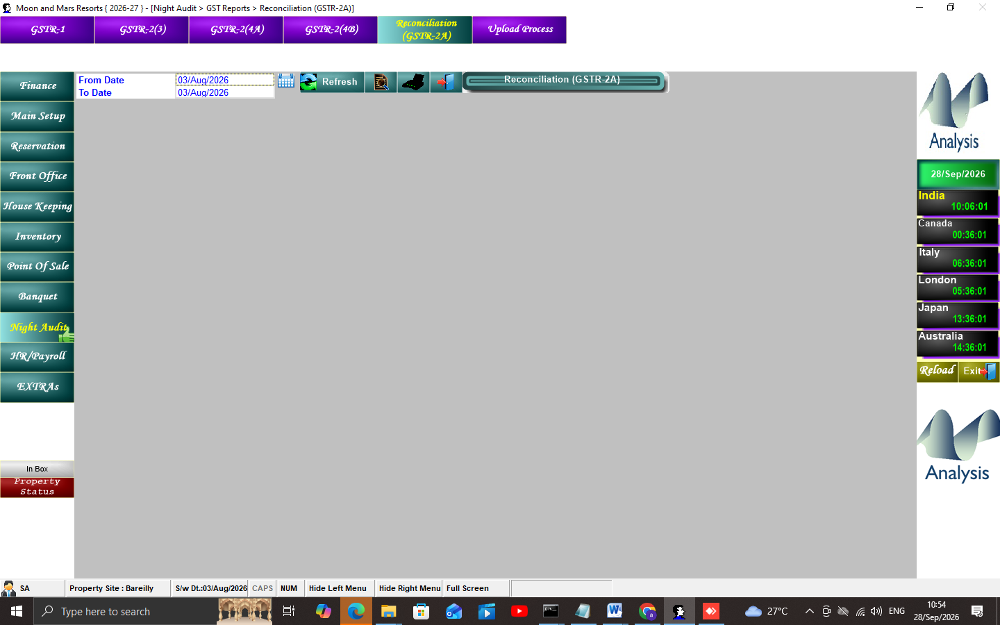 Moon and Mars Resorts { 2026-27 } - [Night Audit > GST Reports > Reconciliation (GSTR-2A)]
GSTR-1
GSTR-2(3)
GSTR-2(4A)
GSTR-2(4B)
Reconciliation
(GSTR-2A)
Upload Process
From Date
03/Aug/2026
To Date
03/Aug/2026
Refresh
Reconciliation (GSTR-2A)
Finance
Main Setup
Reservation
Front Office
House Keeping
Inventory
Point Of Sale
Banquet
Night Audit
HR/Payroll
EXTRAs
In Box
Property
Status
Analysis
28/Sep/2026
India
10:06:01
Canada
00:36:01
Italy
06:36:01
London
05:36:01
Japan
13:36:01
Australia
14:36:01
Reload
Exit
Analysis
SA
Property Site : Bareilly
S/w Dt.:03/Aug/2026
CAPS
NUM
Hide Left Menu
Hide Right Menu
Full Screen
Type here to search
27°C
ENG
10:54
28/Sep/2026